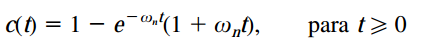 c(t) = 1 − e^{−ω_n t}(1 + ω_n t), para t ≥ 0